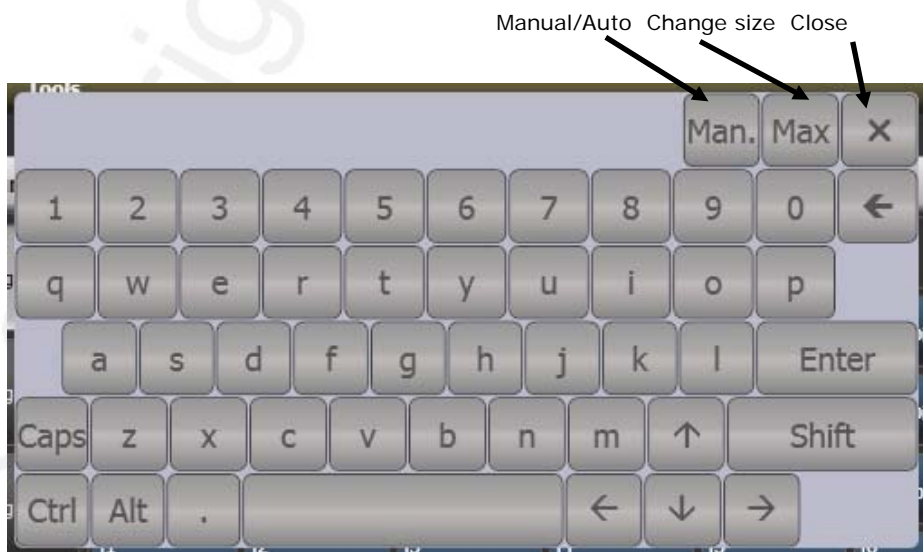 Manual/Auto Change size Close
Tools
Man. Max ×
1 2 3 4 5 6 7 8 9 0 ←
q w e r t y u i o p
a s d f g h j k l Enter
Caps z x c v b n m ↑ Shift
Ctrl Alt . ← ↓ →